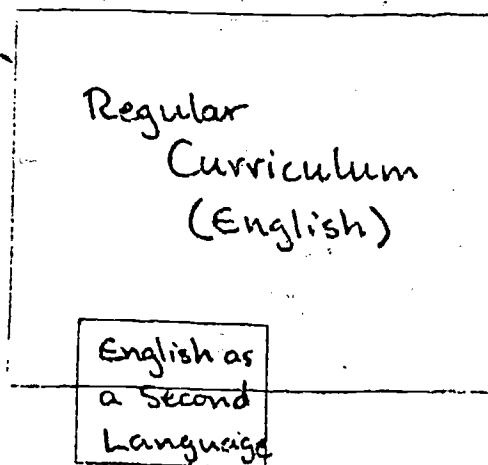 Regular
Curriculum
(English)
English as
a Second
Language